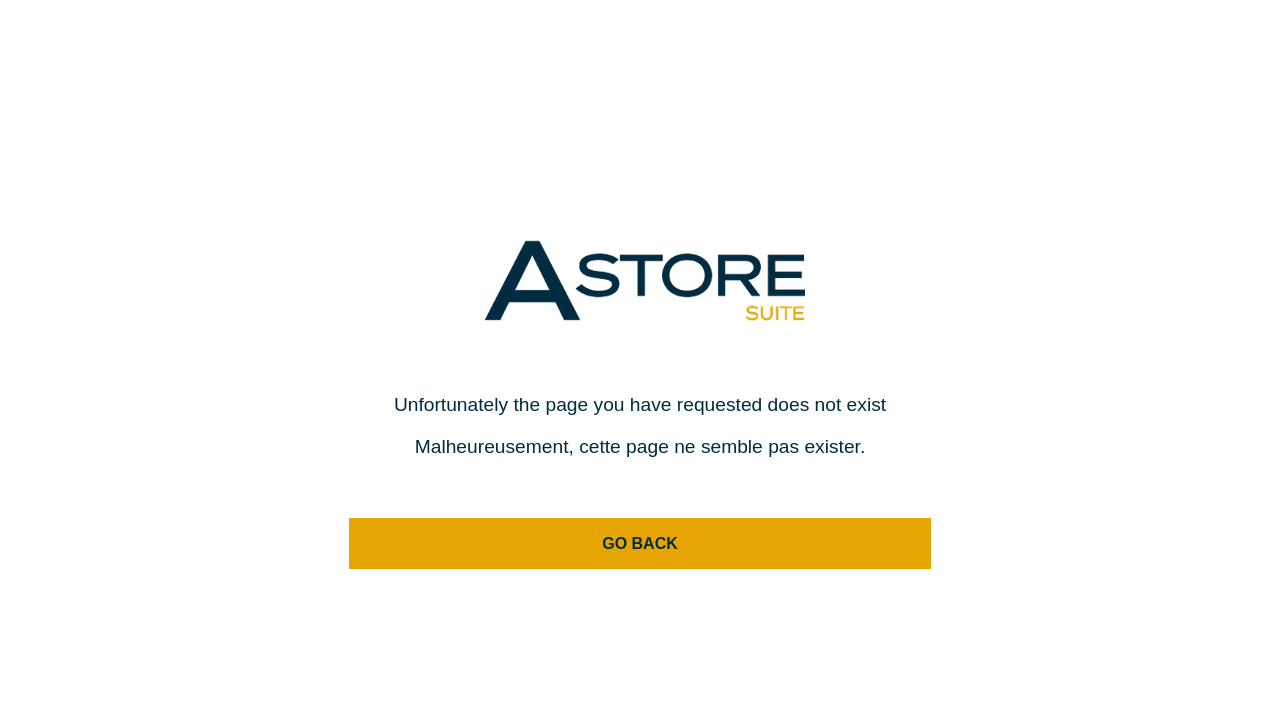 ASTORE
SUITE
Unfortunately the page you have requested does not exist
Malheureusement, cette page ne semble pas exister.
GO BACK